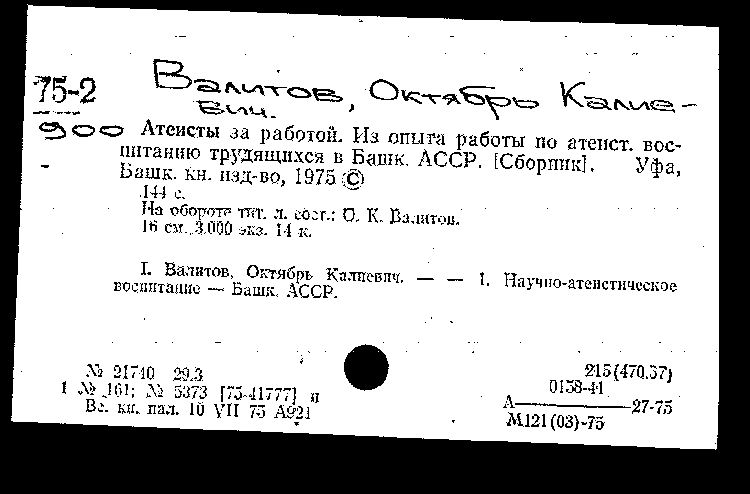 75-2
900
Валитов, Октябрь Калие-
вич.
Атеисты за работой. Из опыта работы по атеист. вос-
питанию трудящихся в Башк. АССР. [Сборник]. Уфа,
Башк. кн. изд-во, 1975 ©
144 с.
На обороте тит. л. сост.: О. К. Валитов.
16 см. 3.000 экз. 14 к.
I. Валитов, Октябрь Калиевич. — — 1. Научно-атеистическое
воспитание — Башк. АССР.
№ 21740 29.3
1 № 161; № 5373 [75-41777] п
Вс. кн. пал. 10 VII 75 А921
215(470.57)
0158-41
А—27-75
М121(03)-75